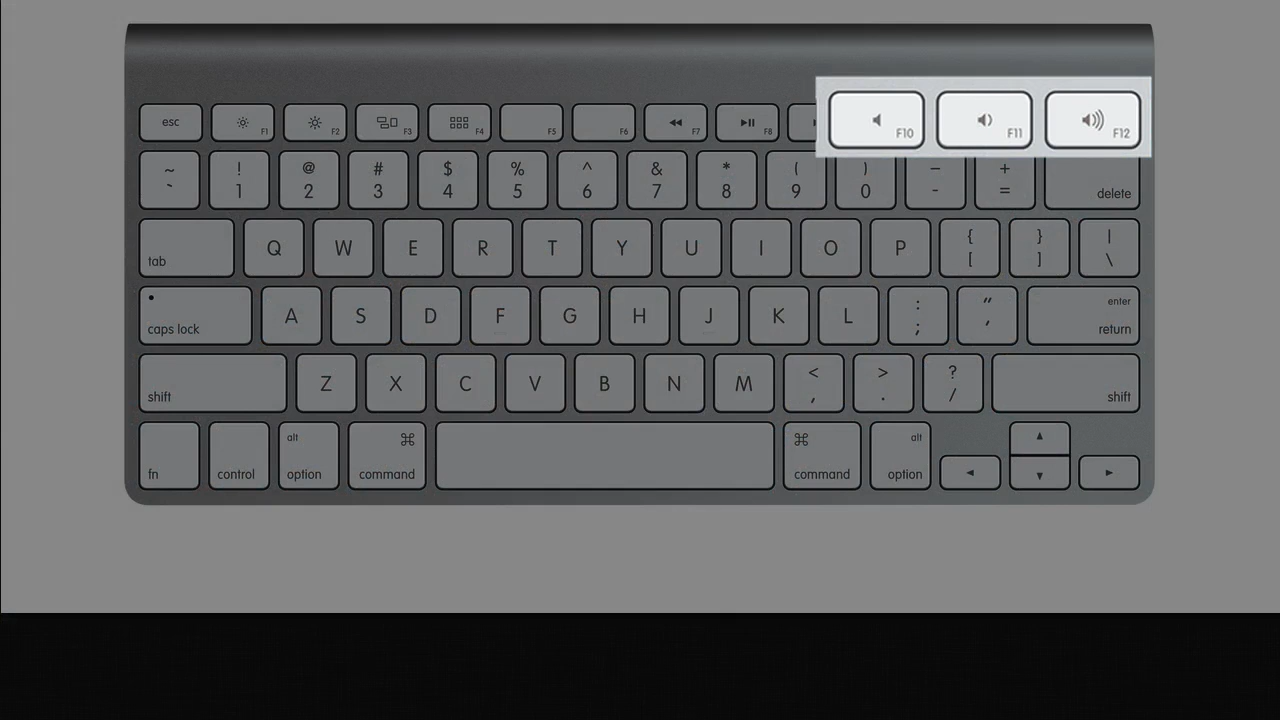 esc F1 F2 F3 F4 F5 F6 F7 F8 F10 F11 F12
~ ! @ # $ % ^ & * ( ) – +
` 1 2 3 4 5 6 7 8 9 0 - = delete
tab Q W E R T Y U I O P { [ } ] | \
caps lock A S D F G H J K L : ; “ ‘ enter return
shift Z X C V B N M < , > . ? / shift
fn control alt option ⌘ command ⌘ command alt option